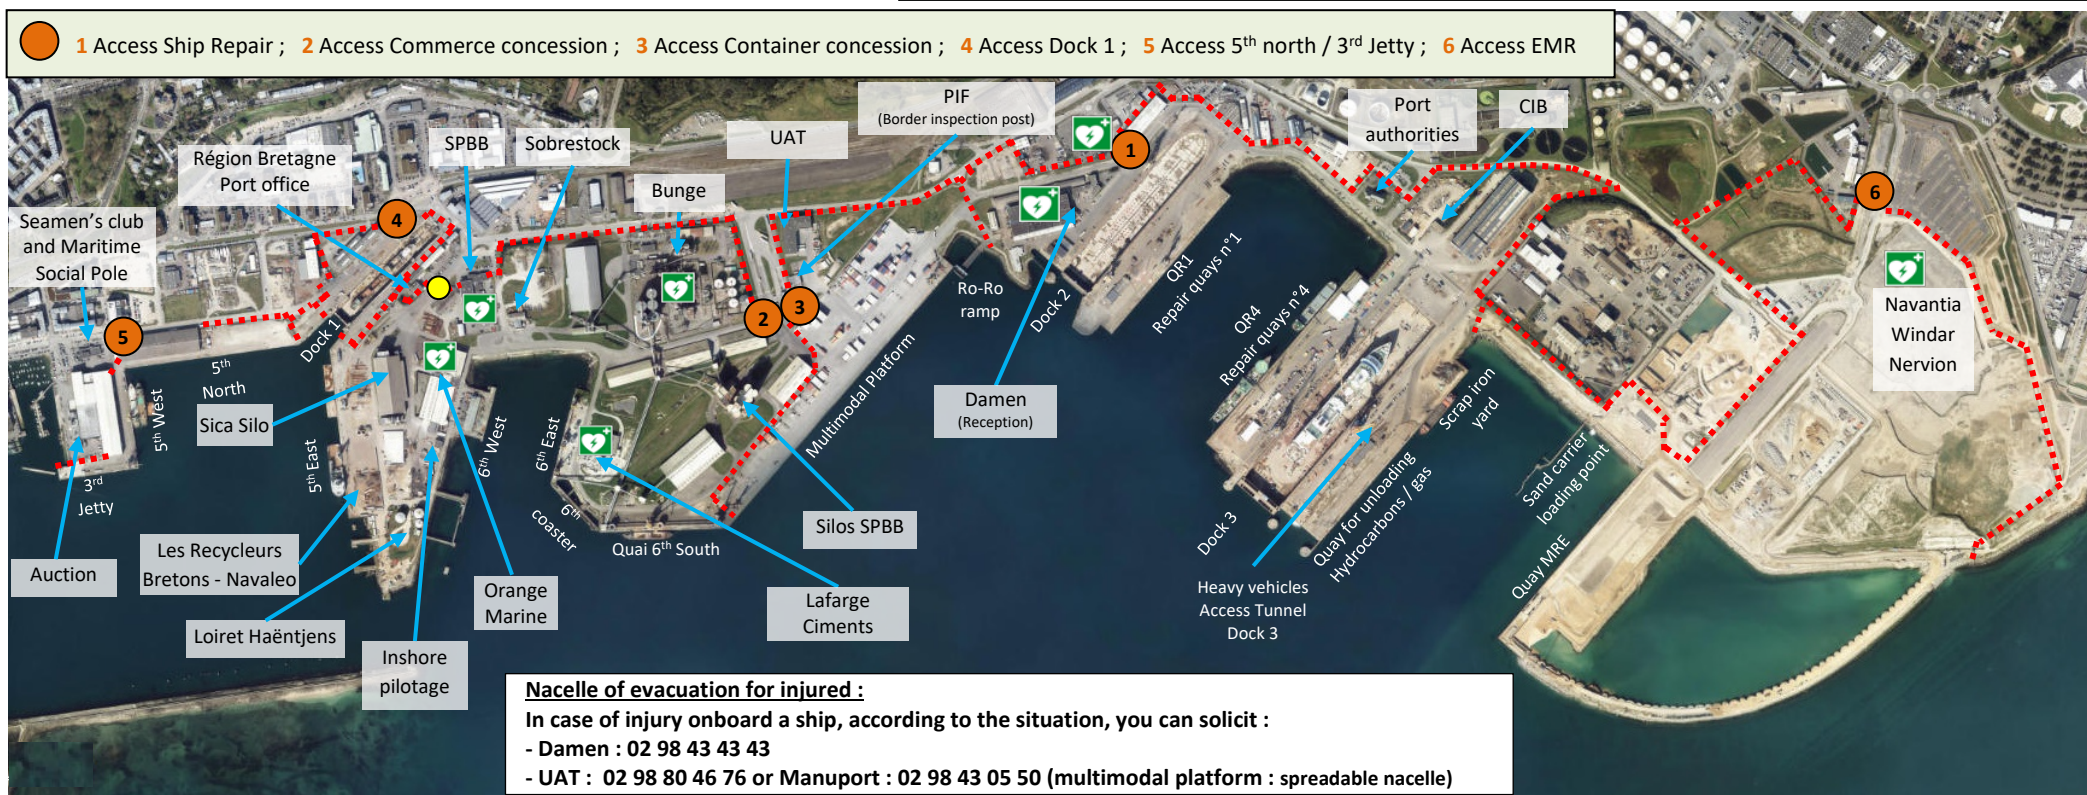 1 Access Ship Repair ; 2 Access Commerce concession ; 3 Access Container concession ; 4 Access Dock 1 ; 5 Access 5th north / 3rd Jetty ; 6 Access EMR
PIF
(Border inspection post)
Port
authorities
CIB
SPBB
Sobrestock
UAT
Région Bretagne
Port office
Bunge
Seamen's club
and Maritime
Social Pole
1
2
3
4
5
6
Navantia
Windar
Nervion
Dock 1
5th
North
5th West
Sica Silo
5th East
6th West
6th East
3rd
Jetty
6th
coaster
Quai 6th South
Multimodal Platform
Ro-Ro
ramp
Dock 2
QR1
Repair quays n°1
QR4
Repair quays n°4
Damen
(Reception)
Scrap iron
yard
Sand carrier
loading point
Quay for unloading
Hydrocarbons / gas
Dock 3
Quay MRE
Heavy vehicles
Access Tunnel
Dock 3
Silos SPBB
Auction
Les Recycleurs
Bretons - Navaleo
Loiret Haëntjens
Inshore
pilotage
Orange
Marine
Lafarge
Ciments
Nacelle of evacuation for injured :
In case of injury onboard a ship, according to the situation, you can solicit :
- Damen : 02 98 43 43 43
- UAT : 02 98 80 46 76 or Manuport : 02 98 43 05 50 (multimodal platform : spreadable nacelle)